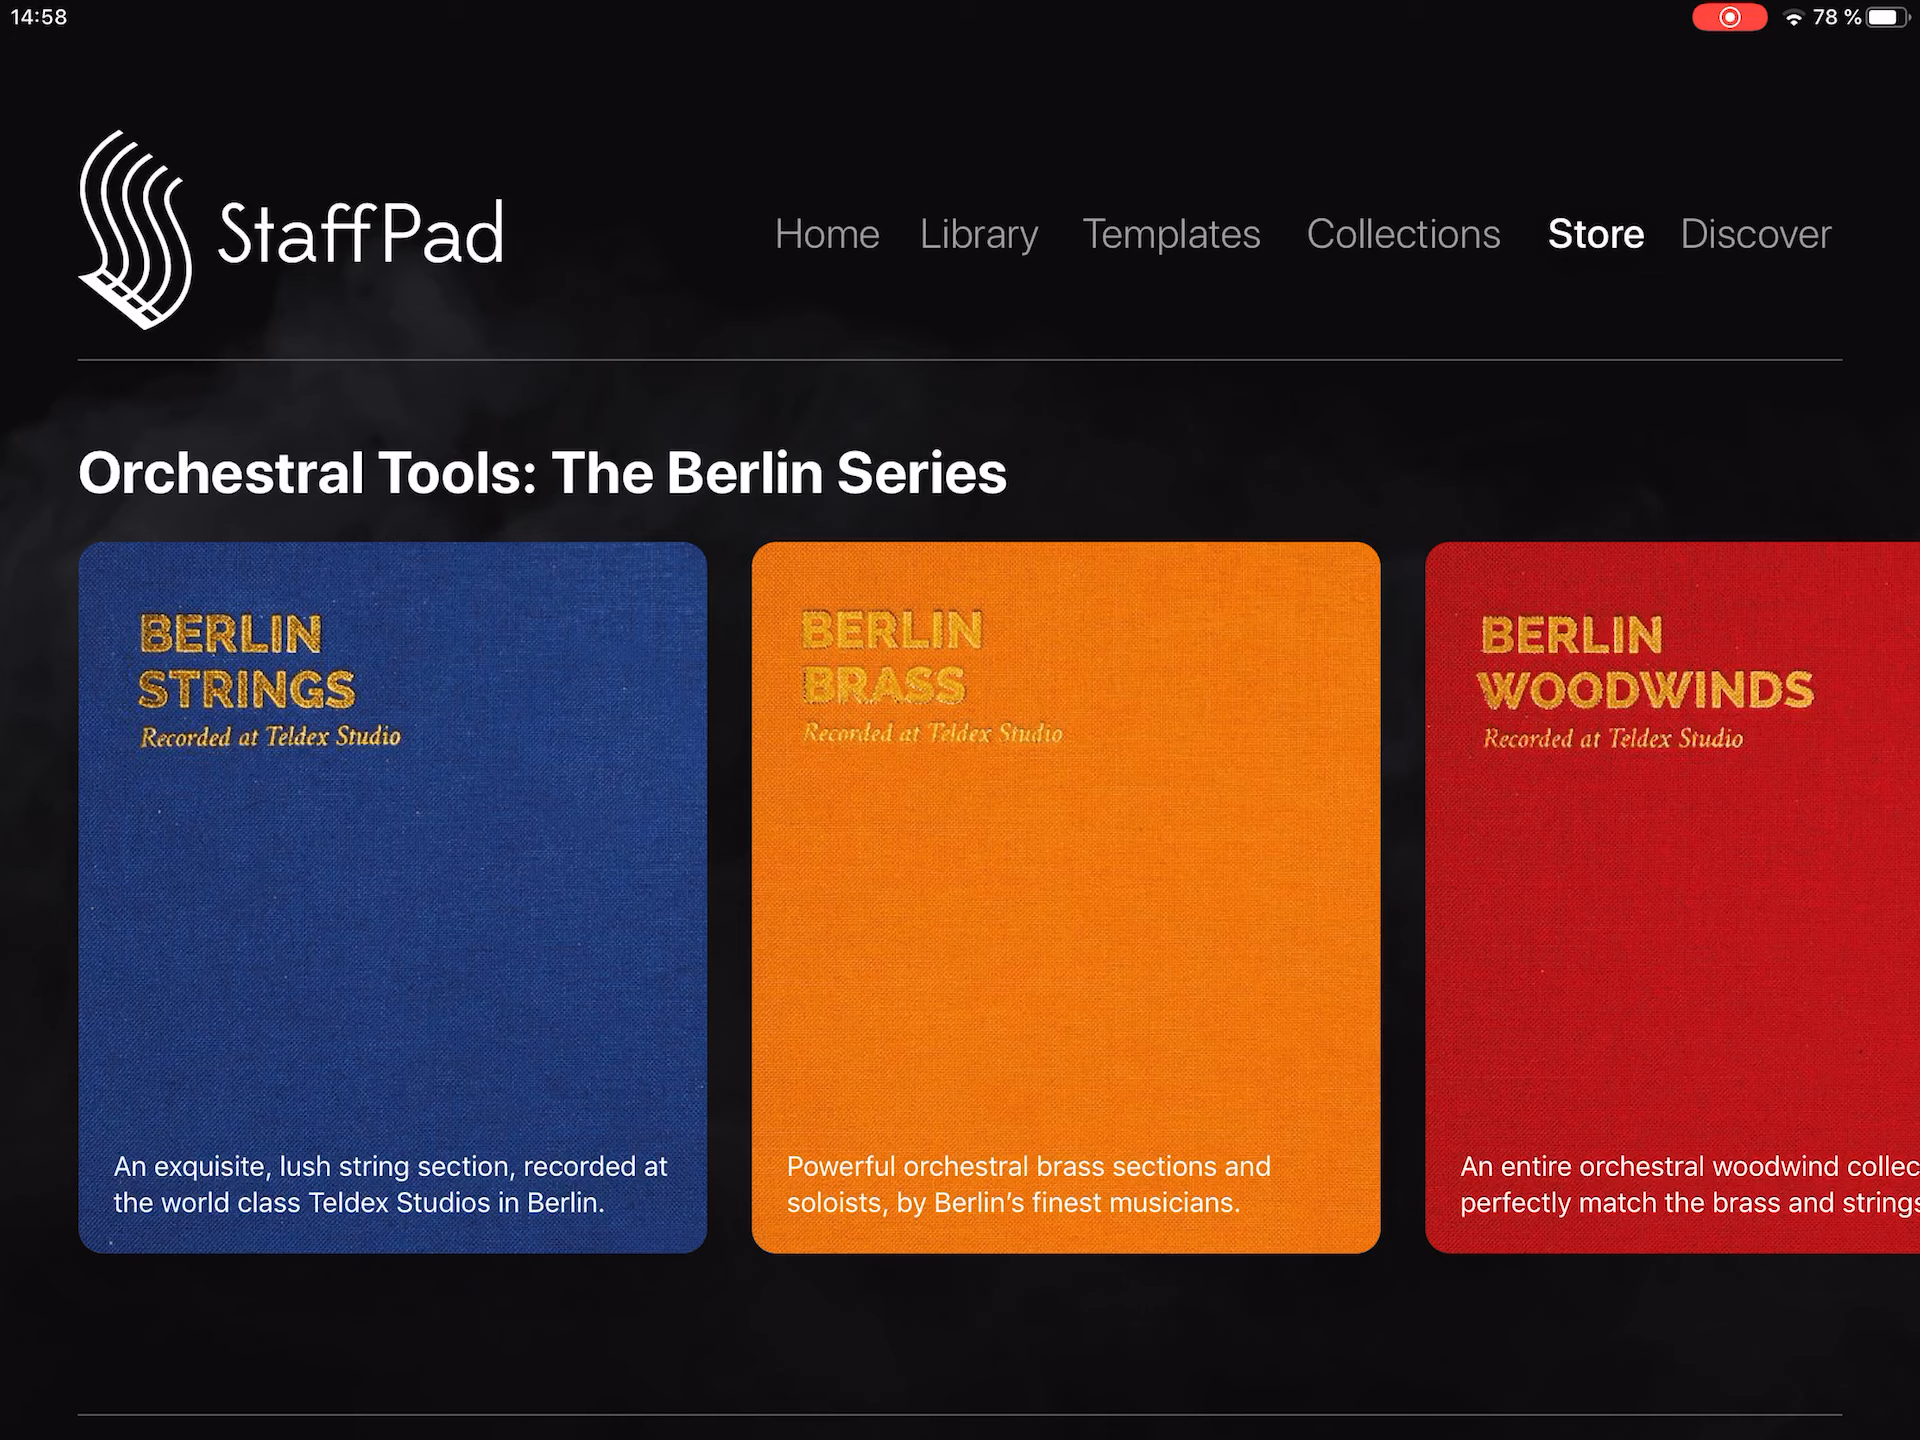 14:58
78 %
StaffPad
Home Library Templates Collections Store Discover
Orchestral Tools: The Berlin Series
BERLIN
STRINGS
Recorded at Teldex Studio
An exquisite, lush string section, recorded at
the world class Teldex Studios in Berlin.
BERLIN
BRASS
Recorded at Teldex Studio
Powerful orchestral brass sections and
soloists, by Berlin’s finest musicians.
BERLIN
WOODWINDS
Recorded at Teldex Studio
An entire orchestral woodwind
perfectly match the brass and strings